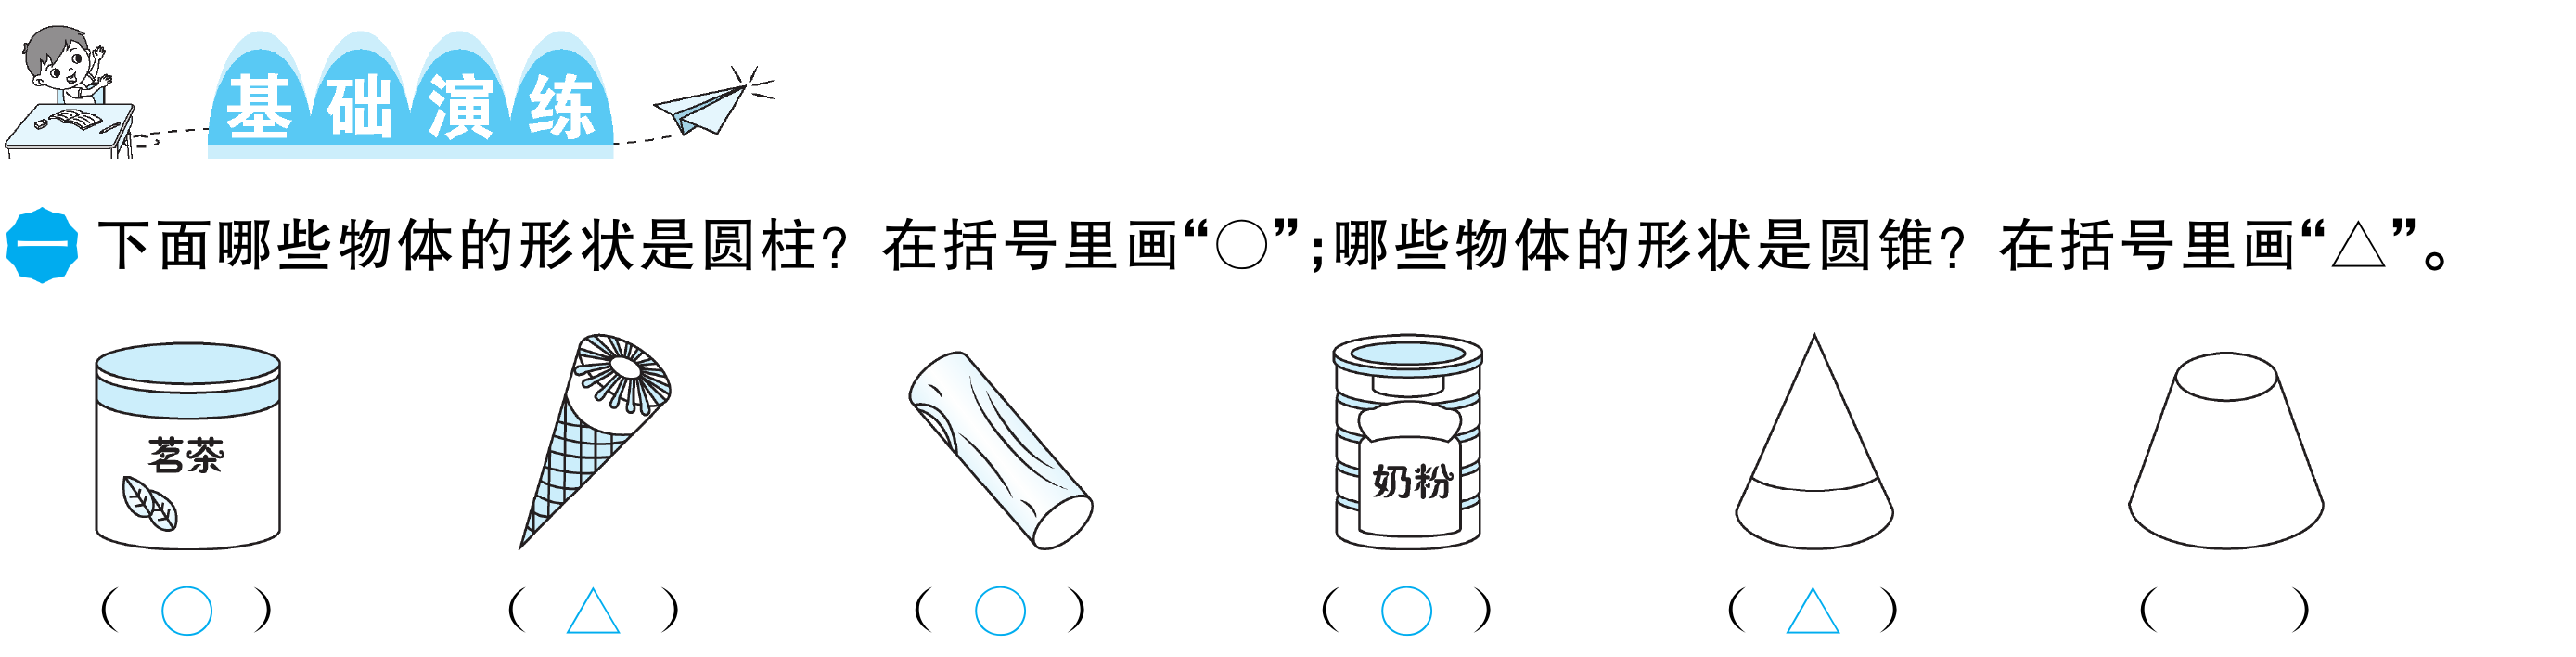 基础演练
一 下面哪些物体的形状是圆柱？在括号里画“○”；哪些物体的形状是圆锥？在括号里画“△”。
茗茶
奶粉
（ ○ ） （ △ ） （ ○ ） （ ○ ） （ △ ） （ ）